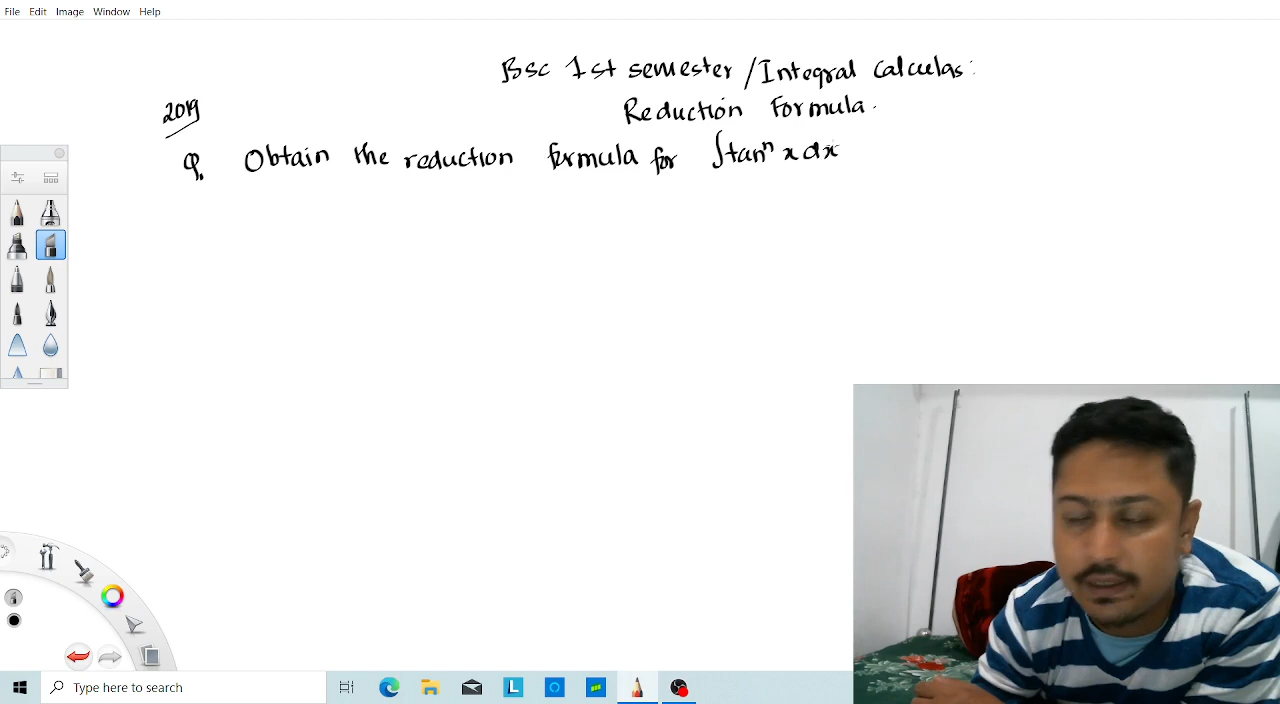 File Edit Image Window Help
Bsc 1st semester / Integral Calculas:
2019
Reduction Formula.
Q. Obtain the reduction formula for ∫tanⁿ x dx
Type here to search